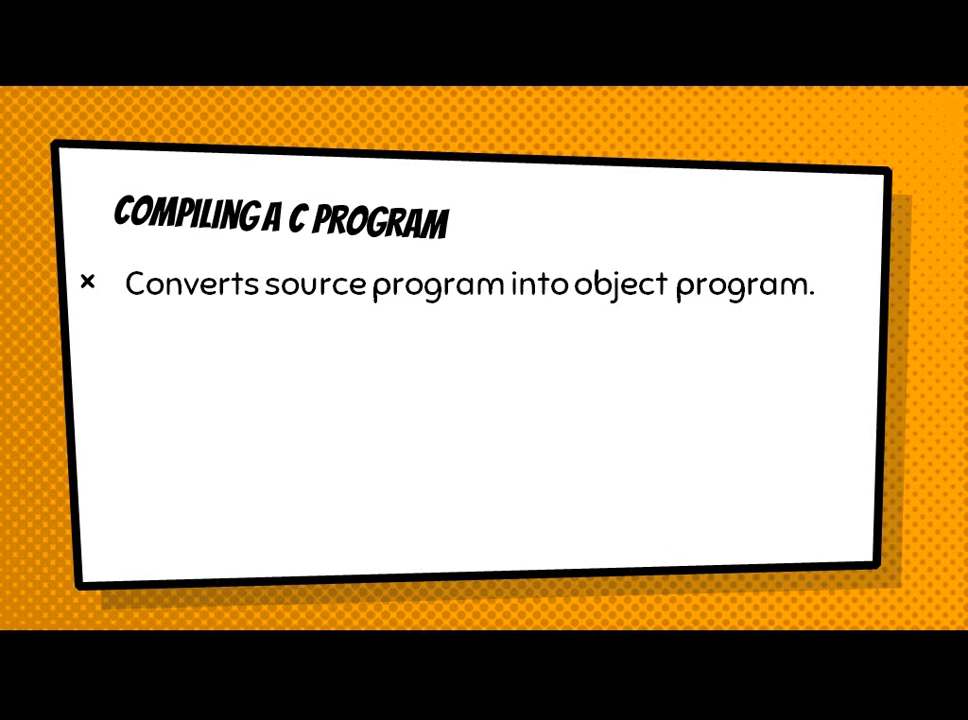 COMPILING A C PROGRAM
× Converts source program into object program.